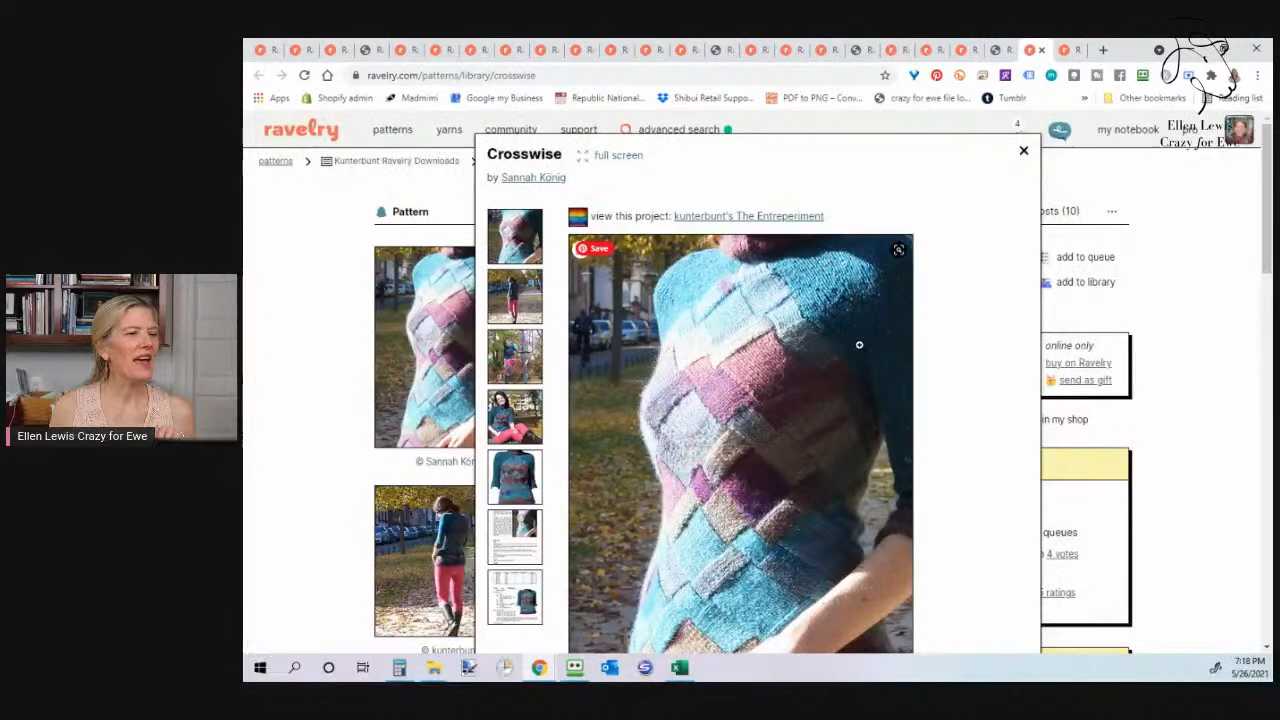 R.
ravelry.com/patterns/library/crosswise
Apps
Shopify admin
Madmimi
Google my Business
Republic National...
Shibui Retail Suppo...
PDF to PNG – Conv...
crazy for ewe file lo...
Tumblr
»
Other bookmarks
Reading list
Ellen Lewis
Crazy for Ewe
ravelry
patterns
yarns
community
support
advanced search
4
my notebook
pro
patterns
Kunterbunt Ravelry Downloads
Crosswise
full screen
by Sannah König
Pattern
osts (10)
view this project: kunterbunt's The Entreperiment
Save
add to queue
add to library
online only
buy on Ravelry
send as gift
in my shop
Ellen Lewis Crazy for Ewe
© Sannah Kör
queues
4 votes
ratings
© kunterbun
7:18 PM
5/26/2021